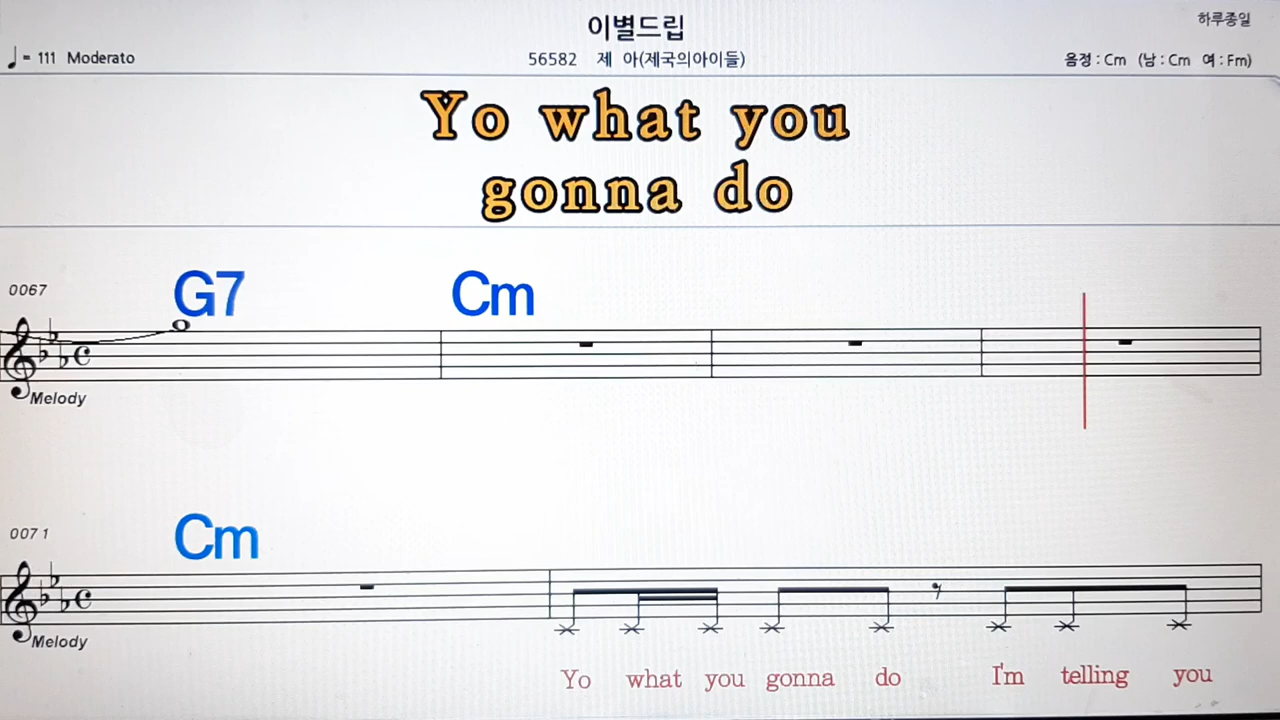 이별드립
하루종일
♩= 111 Moderato
56582 제 아(제국의아이들)
음정 : Cm (남 : Cm 여 : Fm)
Yo what you
gonna do
0067
G7 Cm
Melody
0071
Cm
Melody
Yo what you gonna do I'm telling you